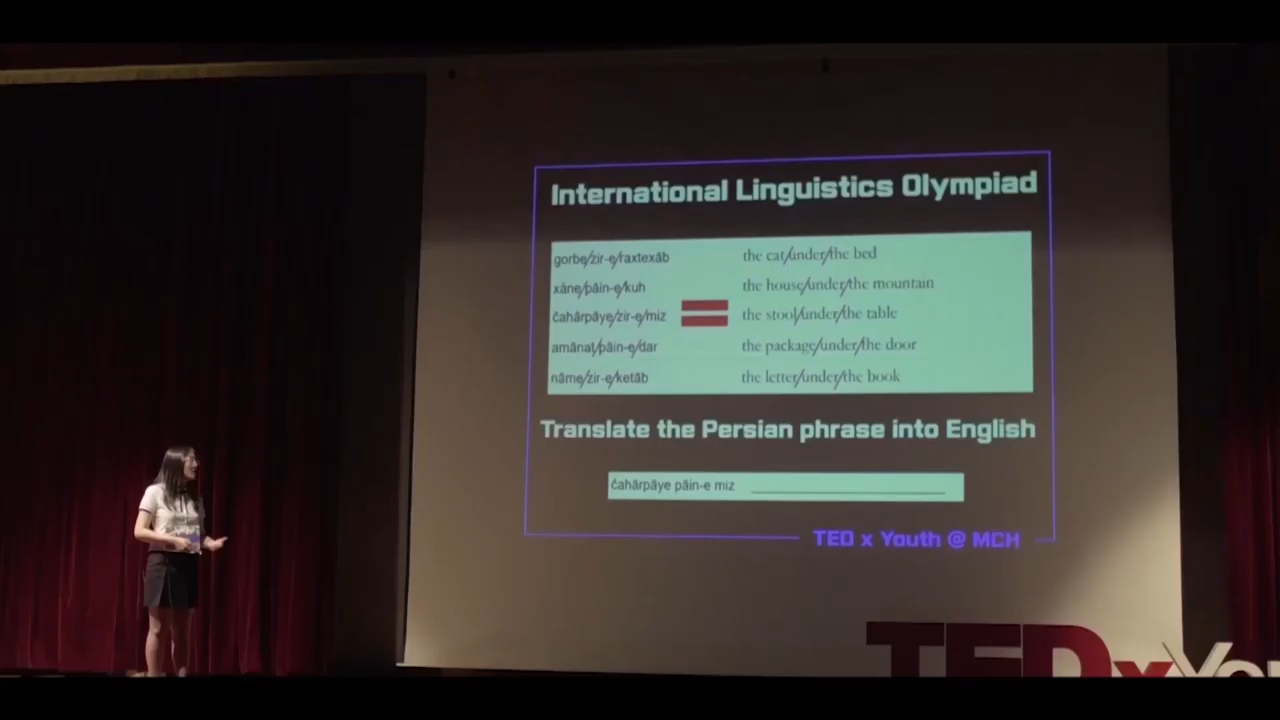 International Linguistics Olympiad
gorbe/zir-e/raxtexāb the cat/under/the bed
xāne/pāin-e/kuh the house/under/the mountain
čahārpāye/zir-e/miz the stool/under/the table
amānat/pāin-e/dar the package/under/the door
nāme/zir-e/ketāb the letter/under/the book
Translate the Persian phrase into English
čahārpāye pāin-e miz
TED x Youth @ MCH
TEDxYou